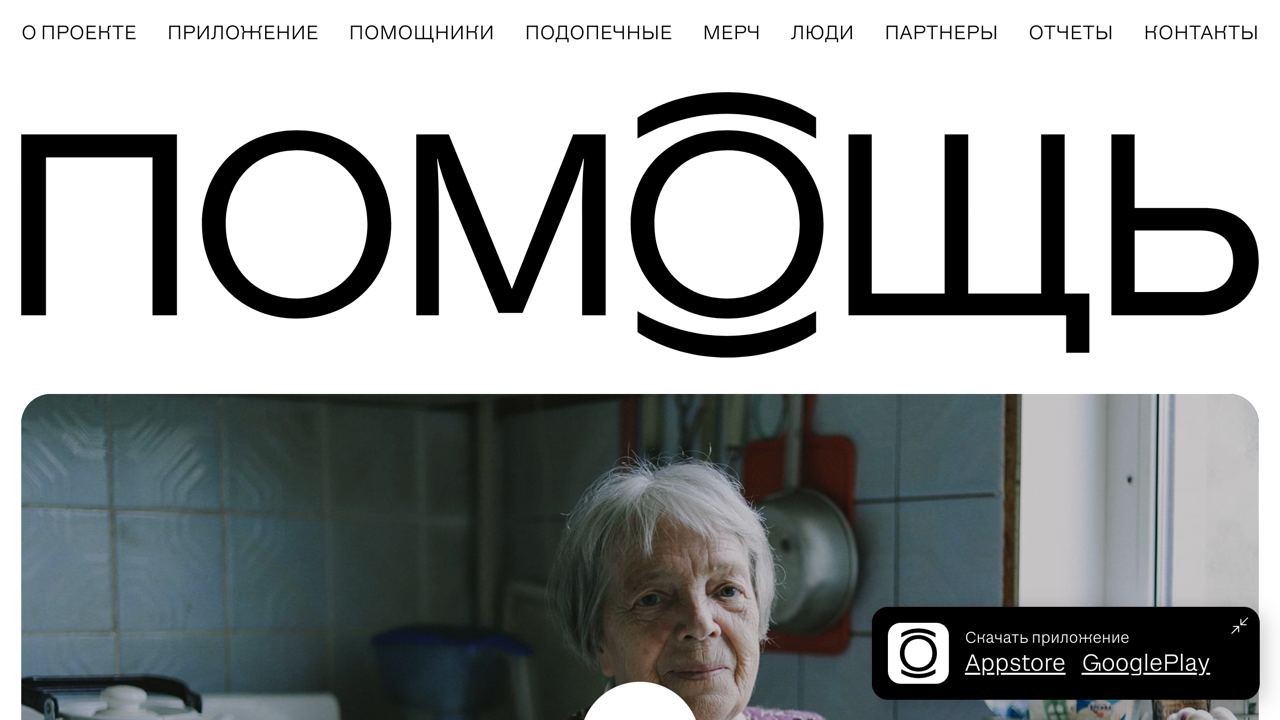 О ПРОЕКТЕ ПРИЛОЖЕНИЕ ПОМОЩНИКИ ПОДОПЕЧНЫЕ МЕРЧ ЛЮДИ ПАРТНЕРЫ ОТЧЕТЫ КОНТАКТЫ
ПОМОЩЬ
Скачать приложение
Appstore GooglePlay